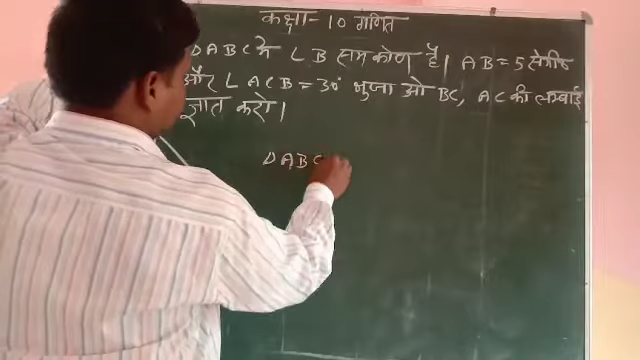 कक्षा - 10 गणित
ΔABC में ∠B समकोण है। AB = 5 सेमी
और ∠ACB = 30° भुजाओ BC, AC की लम्बाई
ज्ञात करो।
ΔABC